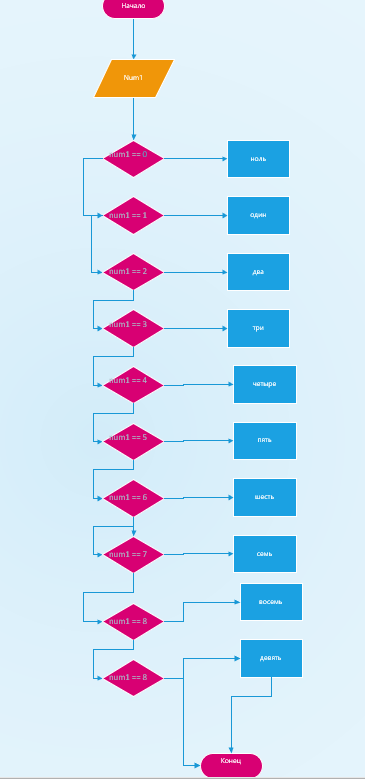 Начало
Num1
num1 == 0
ноль
num1 == 1
один
num1 == 2
два
num1 == 3
три
num1 == 4
четыре
num1 == 5
пять
num1 == 6
шесть
num1 == 7
семь
num1 == 8
восемь
num1 == 8
девять
Конец